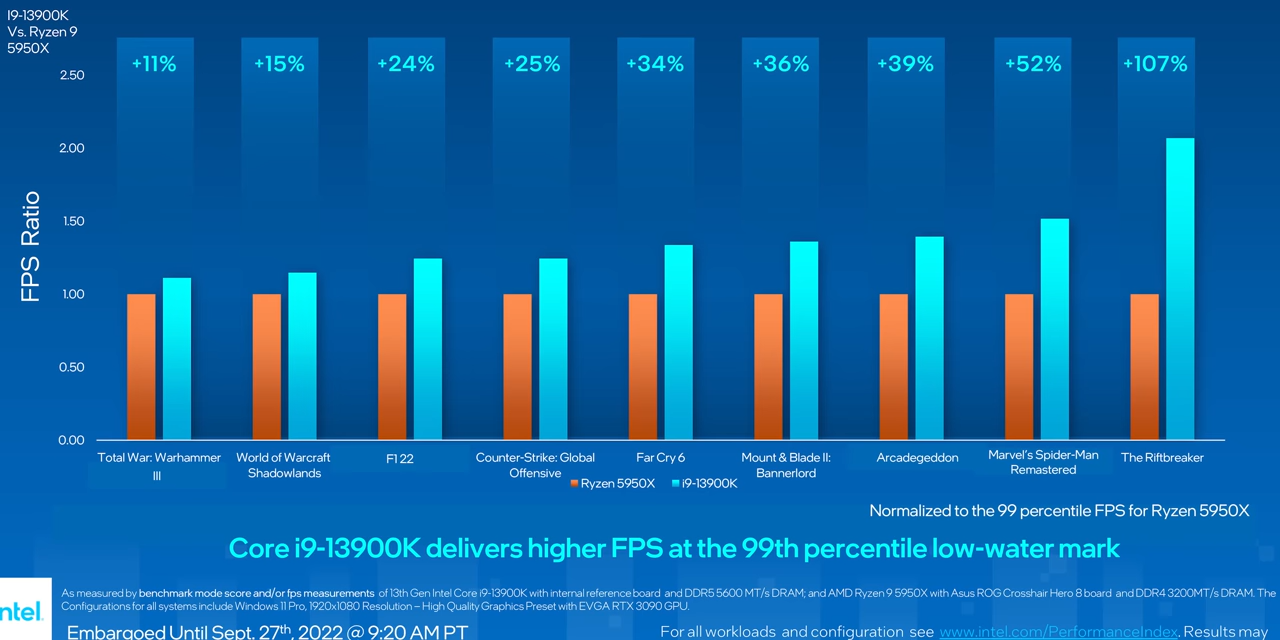 I9-13900K
Vs. Ryzen 9
5950X
+11%
+15%
+24%
+25%
+34%
+36%
+39%
+52%
+107%
2.50
2.00
1.50
1.00
0.50
0.00
FPS Ratio
Total War: Warhammer
III
World of Warcraft
Shadowlands
F1 22
Counter-Strike: Global
Offensive
Far Cry 6
Mount & Blade II:
Bannerlord
Arcadegeddon
Marvel's Spider-Man
Remastered
The Riftbreaker
Ryzen 5950X
i9-13900K
Normalized to the 99 percentile FPS for Ryzen 5950X
Core i9-13900K delivers higher FPS at the 99th percentile low-water mark
As measured by benchmark mode score and/or fps measurements of 13th Gen Intel Core i9-13900K with internal reference board and DDR5 5600 MT/s DRAM; and AMD Ryzen 9 5950X with Asus ROG Crosshair Hero 8 board and DDR4 3200MT/s DRAM. The
Configurations for all systems include Windows 11 Pro, 1920x1080 Resolution – High Quality Graphics Preset with EVGA RTX 3090 GPU.
ntel.
Embargoed Until Sept. 27th, 2022 @ 9:20 AM PT
For all workloads and configuration see www.intel.com/PerformanceIndex. Results may